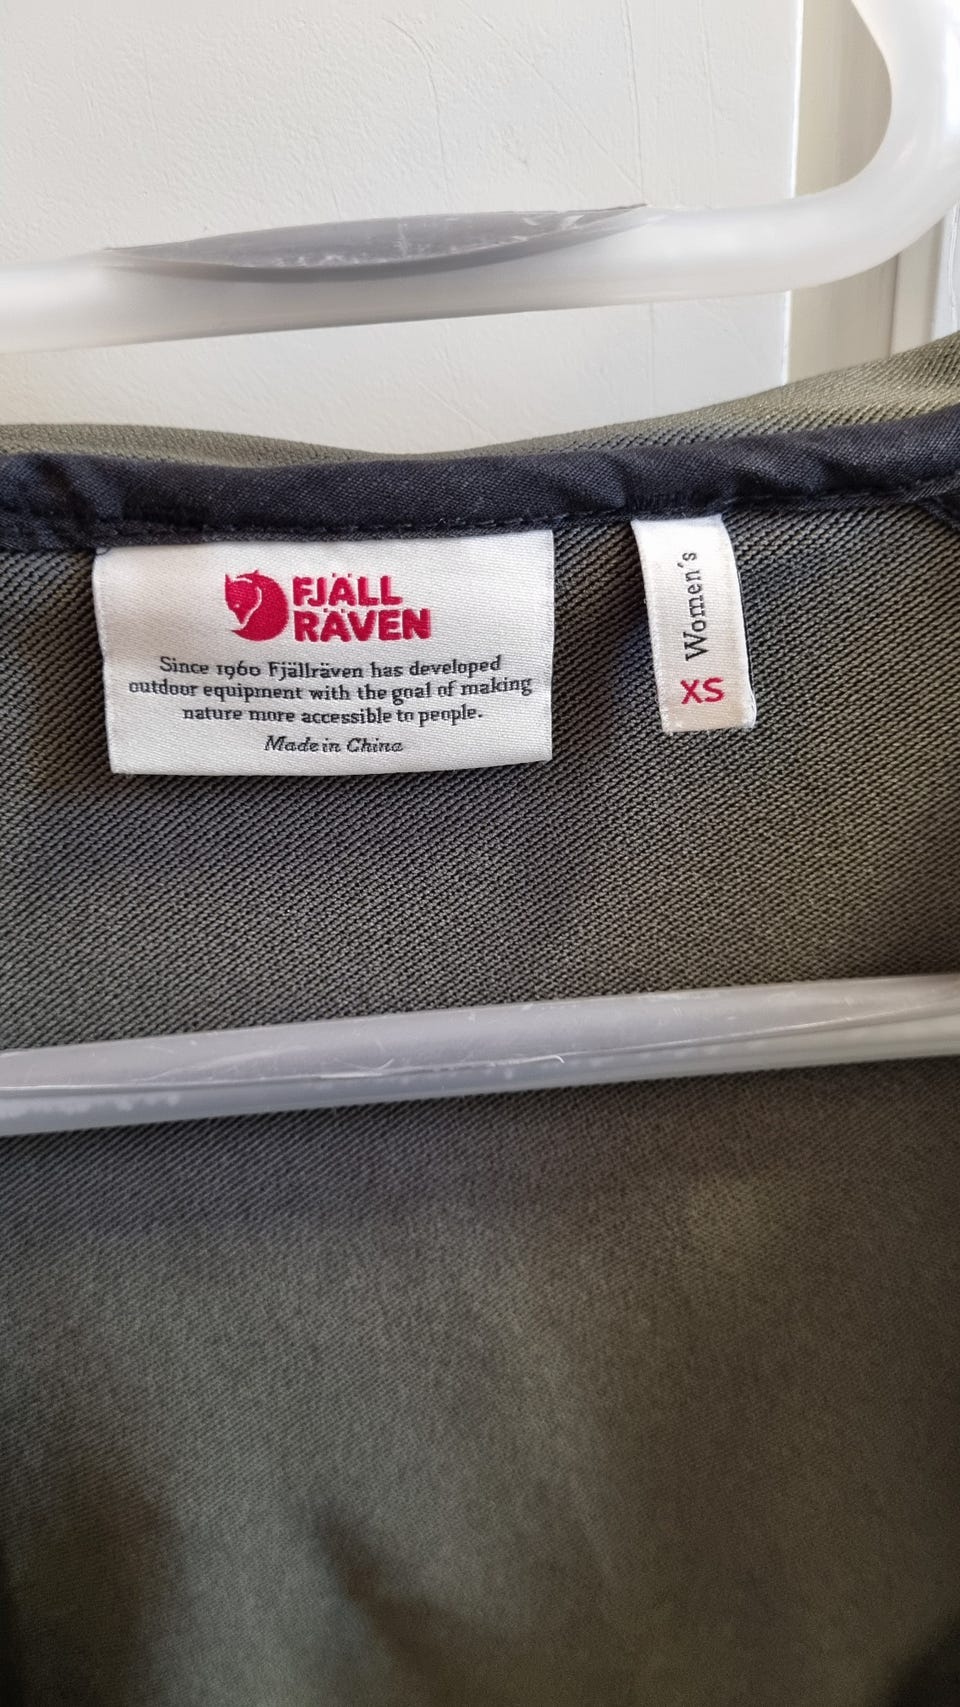 FJÄLL
RÄVEN
Since 1960 Fjällräven has developed
outdoor equipment with the goal of making
nature more accessible to people.
Made in China
Women's
XS